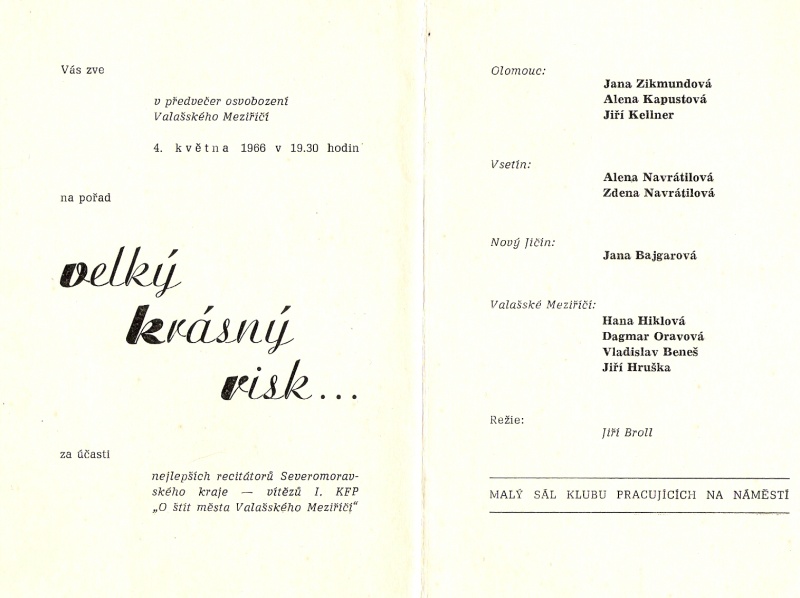 Vás zve
v předvečer osvobození
Valašského Meziříčí
4. května 1966 v 19.30 hodin
na pořad
velký
krásný
risk...
za účasti
nejlepších recitátorů Severomorav-
ského kraje — vítězů I. KFP
„O štít města Valašského Meziříčí“
Olomouc:
Jana Zikmundová
Alena Kapustová
Jiří Kellner
Vsetín:
Alena Navrátilová
Zdena Navrátilová
Nový Jičín:
Jana Bajgarová
Valašské Meziříčí:
Hana Hiklová
Dagmar Oravová
Vladislav Beneš
Jiří Hruška
Režie:
Jiří Broll
MALÝ SÁL KLUBU PRACUJÍCÍCH NA NÁMĚSTÍ